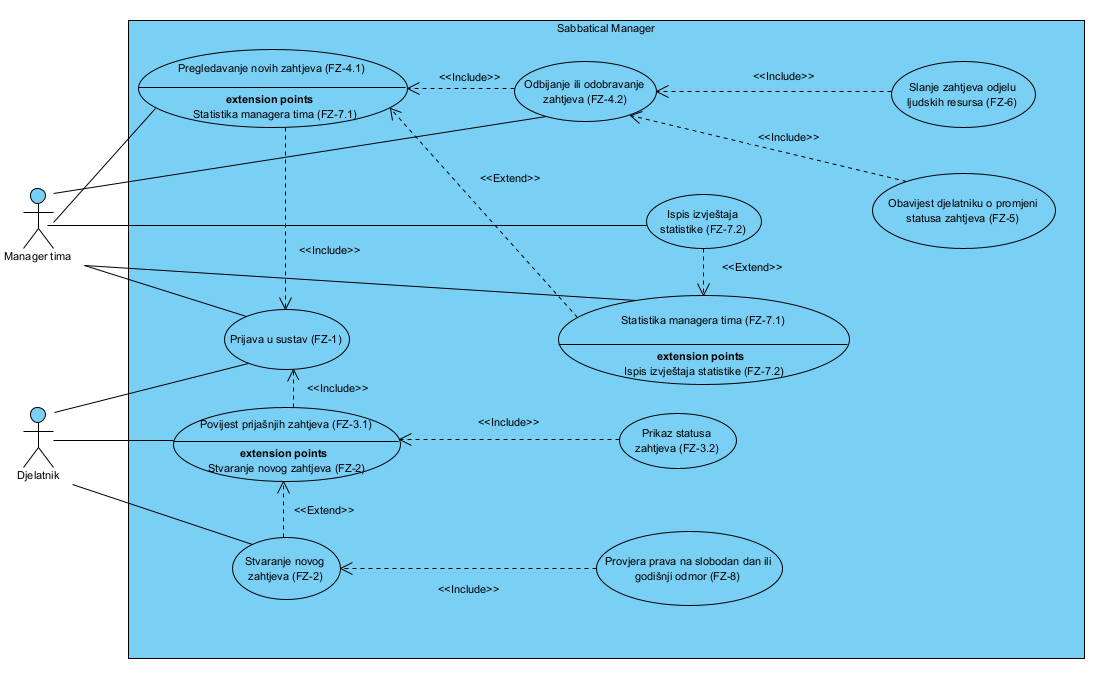 Sabbatical Manager
Pregledavanje novih zahtjeva (FZ-4.1)
extension points
Statistika managera tima (FZ-7.1)
<<Include>>
Odbijanje ili odobravanje
zahtjeva (FZ-4.2)
<<Include>>
Slanje zahtjeva odjelu
ljudskih resursa (FZ-6)
<<Include>>
<<Extend>>
Obavijest djelatniku o promjeni
statusa zahtjeva (FZ-5)
Ispis izvještaja
statistike (FZ-7.2)
Manager tima
<<Include>>
<<Extend>>
Statistika managera tima (FZ-7.1)
extension points
Ispis izvještaja statistike (FZ-7.2)
Prijava u sustav (FZ-1)
<<Include>>
Povijest prijašnjih zahtjeva (FZ-3.1)
extension points
Stvaranje novog zahtjeva (FZ-2)
<<Include>>
Prikaz statusa
zahtjeva (FZ-3.2)
Djelatnik
<<Extend>>
Stvaranje novog
zahtjeva (FZ-2)
<<Include>>
Provjera prava na slobodan dan ili
godišnji odmor (FZ-8)